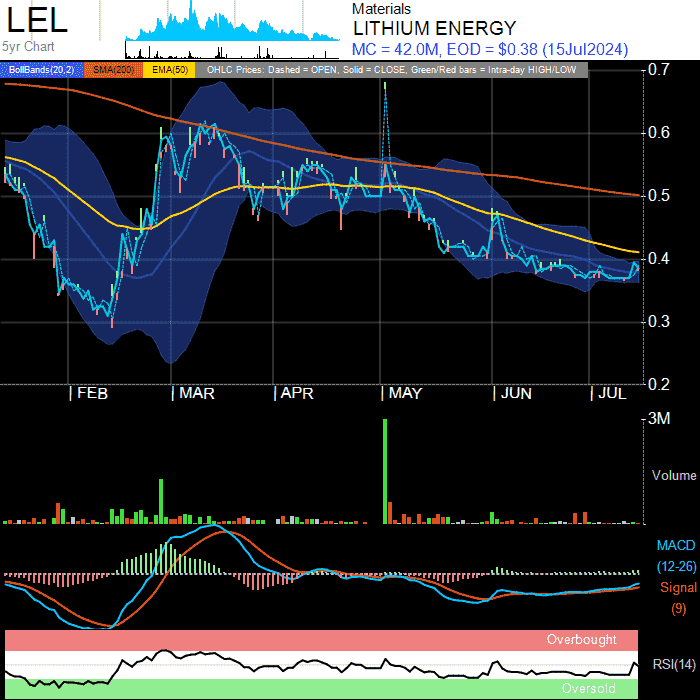 LEL
5yr Chart
Materials
LITHIUM ENERGY
MC = 42.0M, EOD = $0.38 (15Jul2024)
BollBands(20,2) SMA(200) EMA(50) OHLC Prices: Dashed = OPEN, Solid = CLOSE, Green/Red bars = Intra-day HIGH/LOW
0.7
0.6
0.5
0.4
0.3
0.2
| FEB | MAR | APR | MAY | JUN | JUL
3M
Volume
MACD
(12-26)
Signal
(9)
Overbought
RSI(14)
Oversold